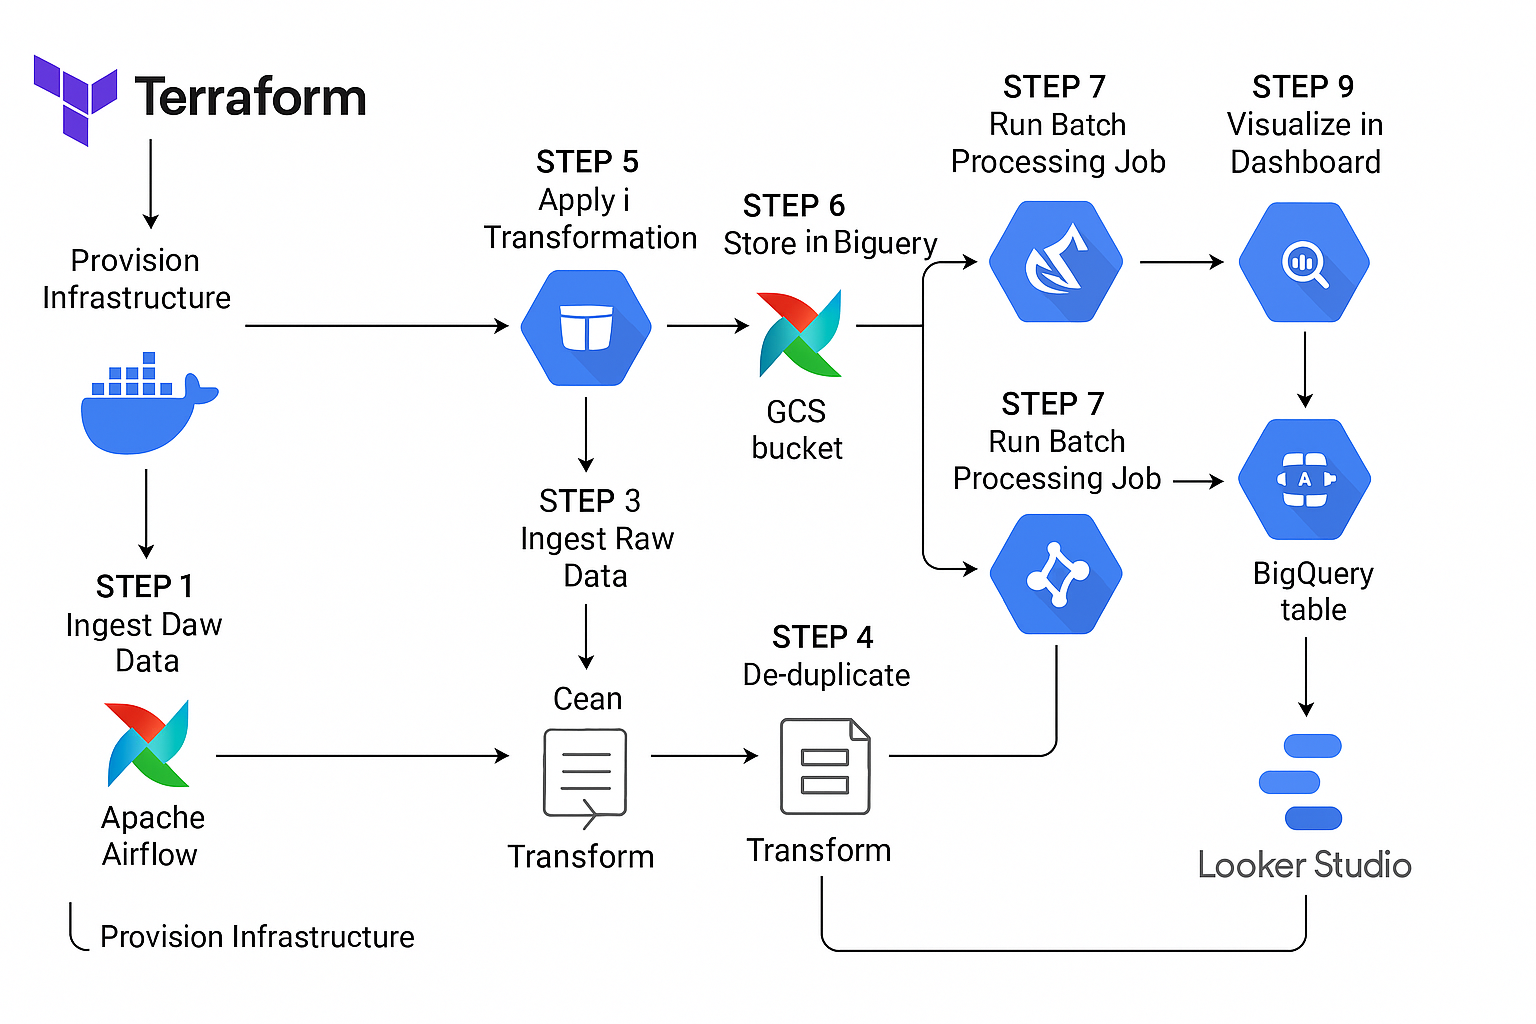 Terraform
Provision
Infrastructure
STEP 1
Ingest Daw
Data
Apache
Airflow
Provision Infrastructure
STEP 5
Apply i
Transformation
STEP 3
Ingest Raw
Data
Cean
Transform
STEP 6
Store in Biguery
GCS
bucket
STEP 4
De-duplicate
Transform
STEP 7
Run Batch
Processing Job
STEP 7
Run Batch
Processing Job
STEP 9
Visualize in
Dashboard
A
BigQuery
table
Looker Studio